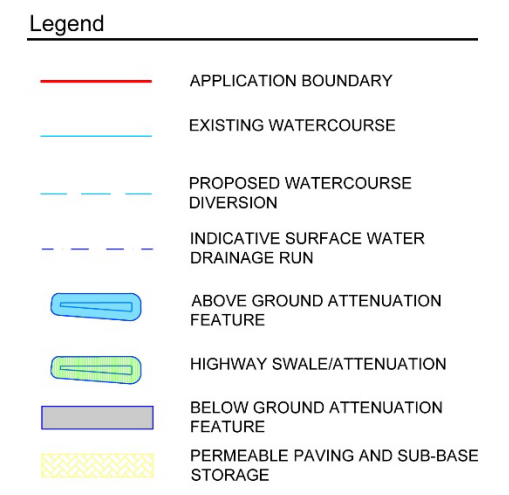 Legend
APPLICATION BOUNDARY
EXISTING WATERCOURSE
PROPOSED WATERCOURSE
DIVERSION
INDICATIVE SURFACE WATER
DRAINAGE RUN
ABOVE GROUND ATTENUATION
FEATURE
HIGHWAY SWALE/ATTENUATION
BELOW GROUND ATTENUATION
FEATURE
PERMEABLE PAVING AND SUB-BASE
STORAGE